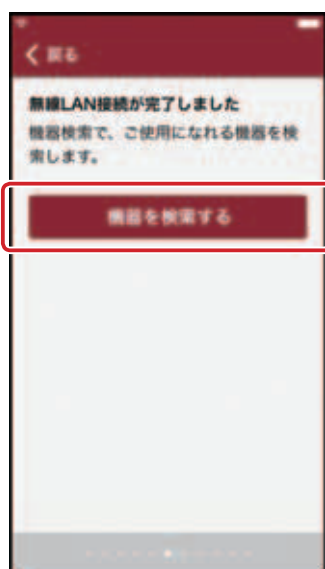 戻る
無線LAN接続が完了しました
機器検索で、ご使用になれる機器を検
索します。
機器を検索する